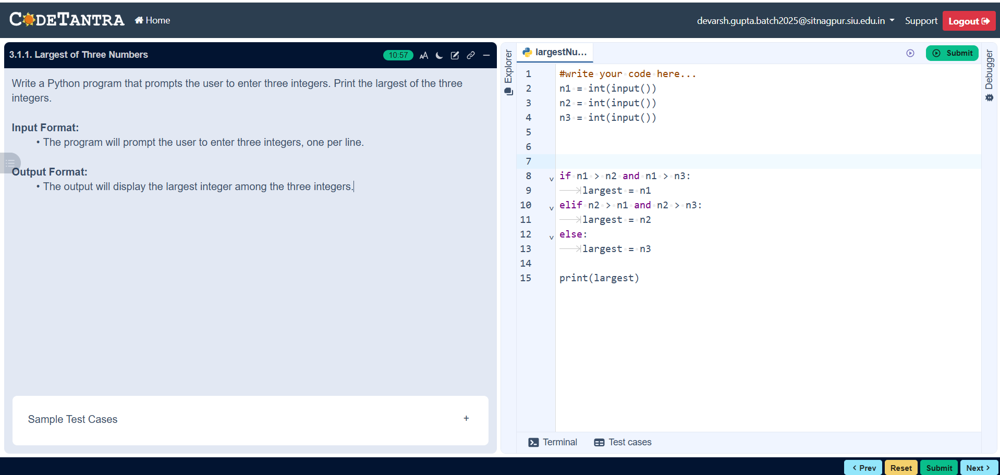 CODETANTRA Home devarsh.gupta.batch2025@sitnagpur.siu.edu.in Support Logout
3.1.1. Largest of Three Numbers 10:57 AA
Write a Python program that prompts the user to enter three integers. Print the largest of the three
integers.
Input Format:
• The program will prompt the user to enter three integers, one per line.
Output Format:
• The output will display the largest integer among the three integers.
Sample Test Cases +
Explorer
largestNu...
Submit
Debugger
1 #write your code here...
2 n1 = int(input())
3 n2 = int(input())
4 n3 = int(input())
5
6
7
8 if n1 > n2 and n1 > n3:
9 largest = n1
10 elif n2 > n1 and n2 > n3:
11 largest = n2
12 else:
13 largest = n3
14
15 print(largest)
Terminal Test cases
< Prev Reset Submit Next >